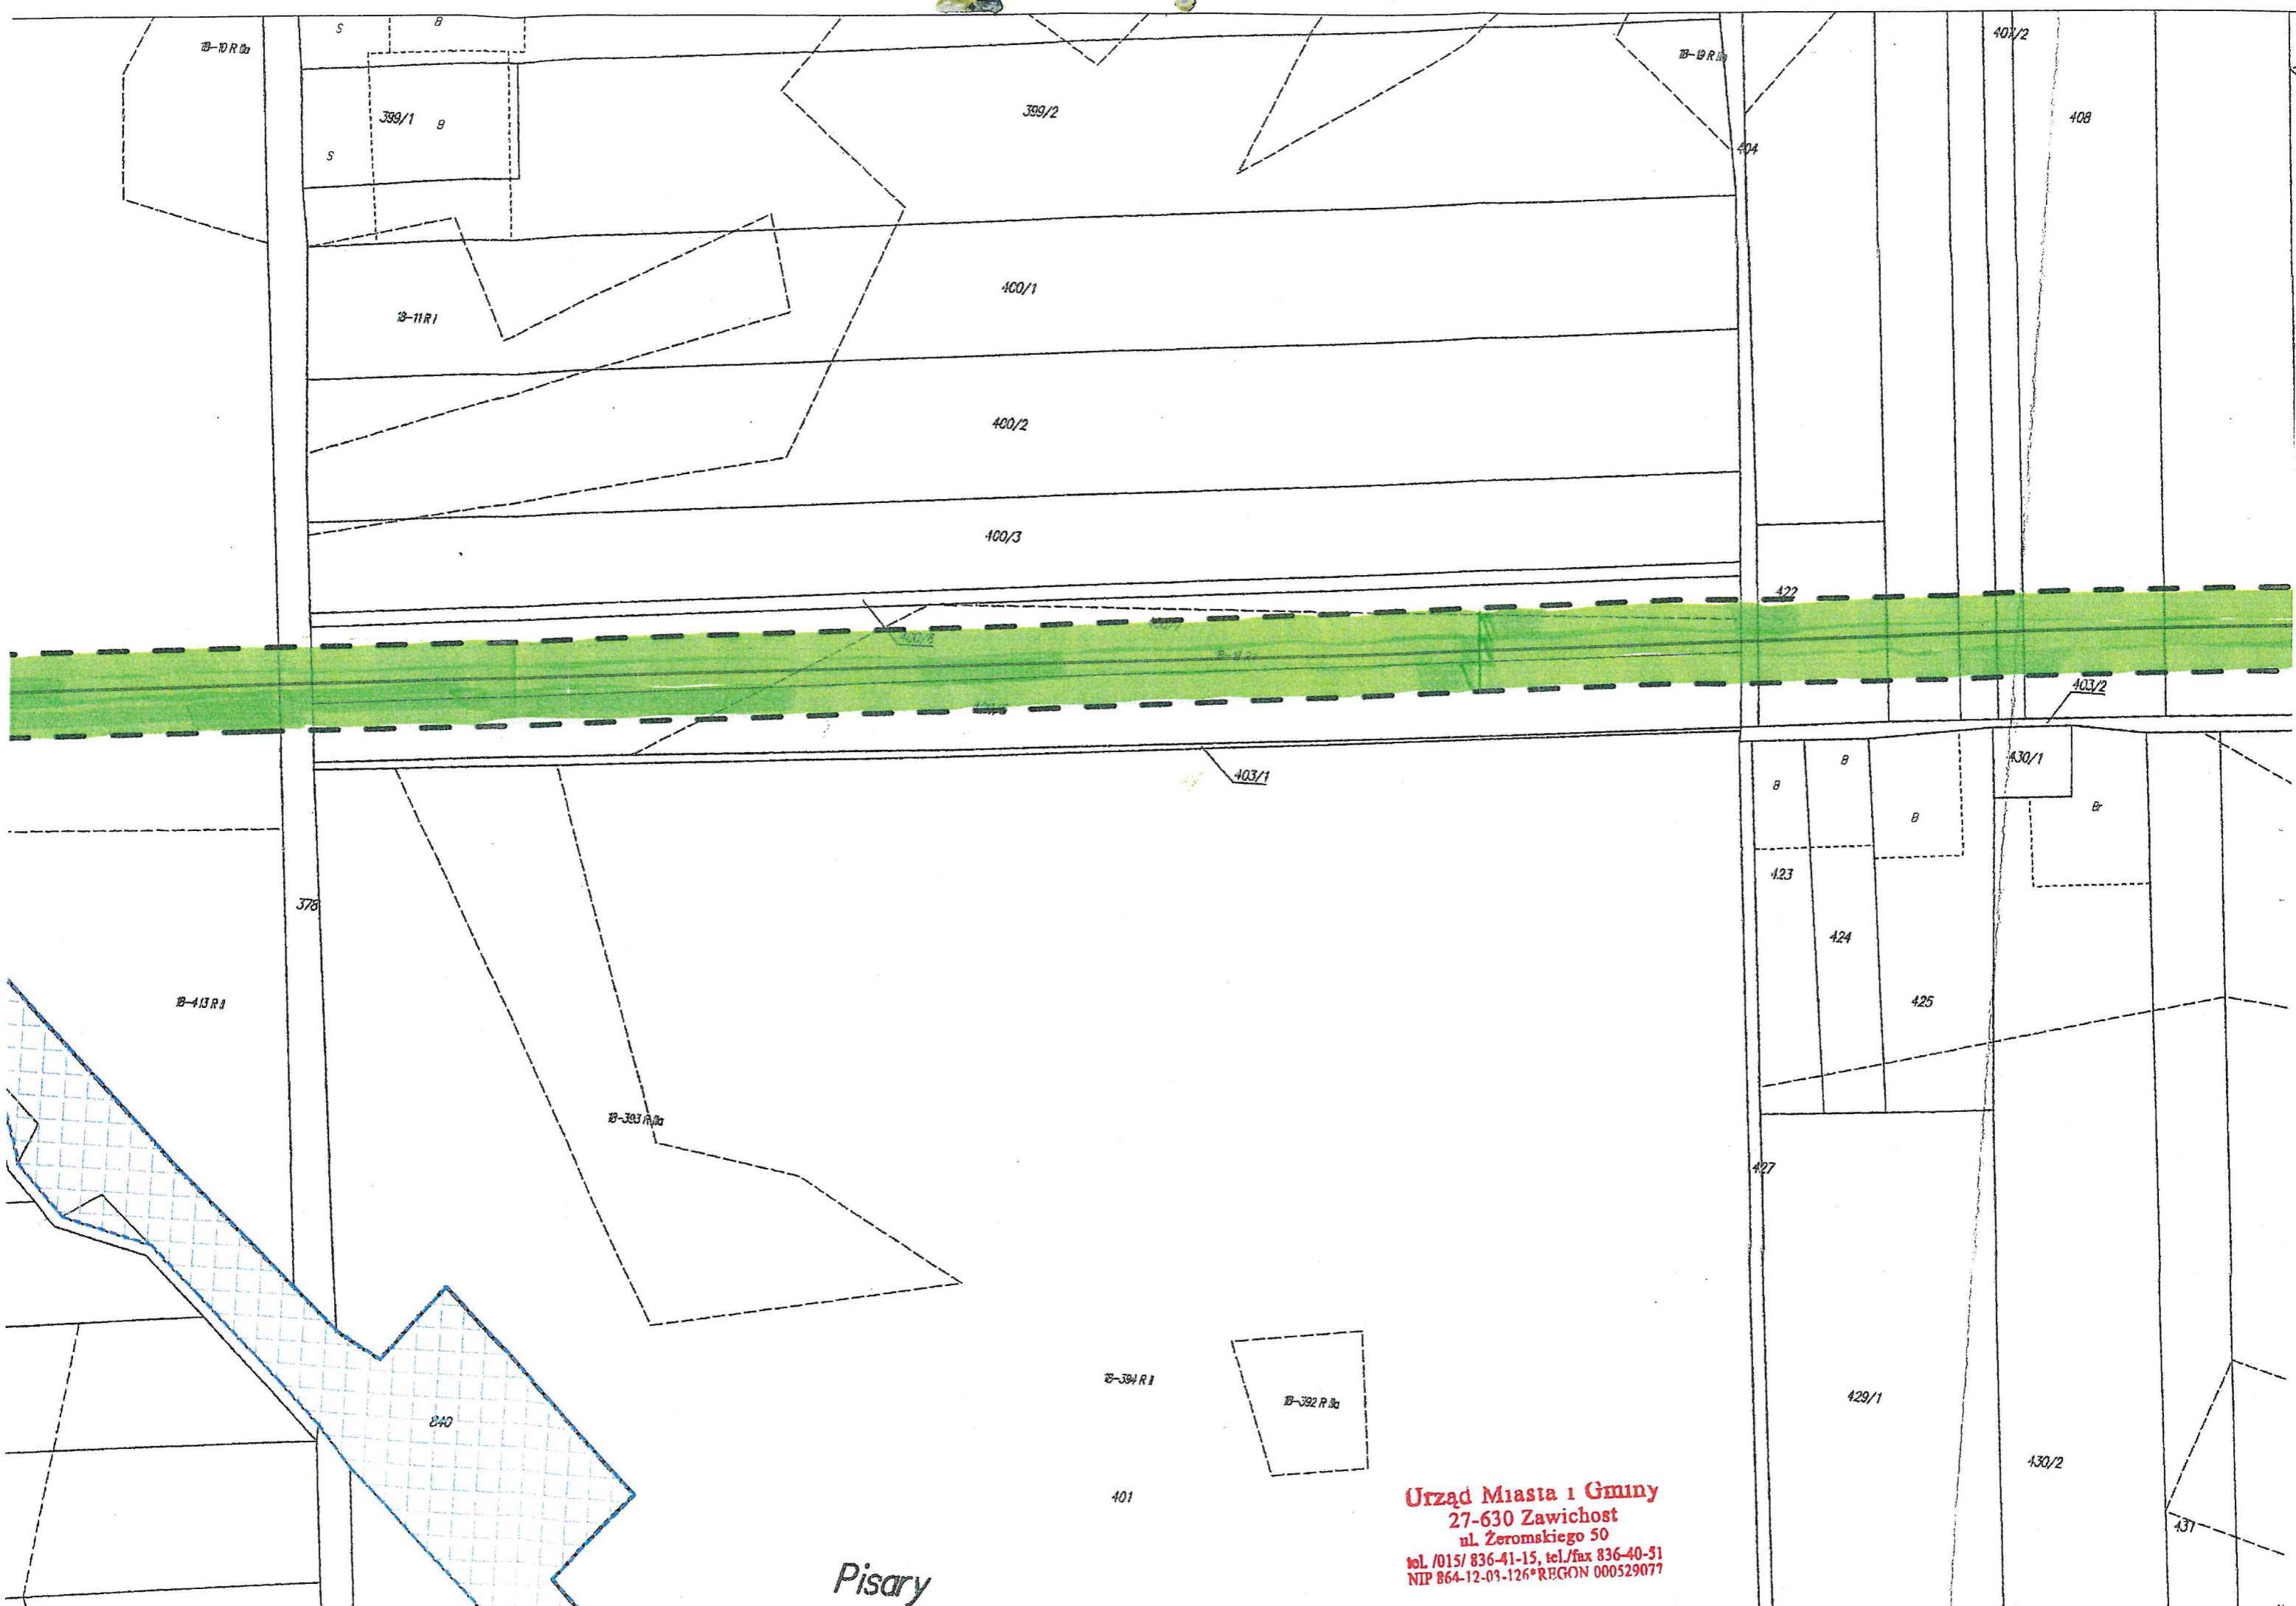 S
B
18-10 R IIIa
407/2
18-19 R IIIa
399/1
B
399/2
408
S
404
400/1
18-11 R I
400/2
400/3
422
403/2
403/1
B
B
430/1
B
Br
423
378
424
18-413 R II
425
18-393 R IIIa
427
18-394 R II
18-392 R IIIa
429/1
840
430/2
401
431
Urząd Miasta i Gminy
27-630 Zawichost
ul. Żeromskiego 50
tel. /015/ 836-41-15, tel./fax 836-40-51
NIP 864-12-03-126*REGON 000529077
Pisary